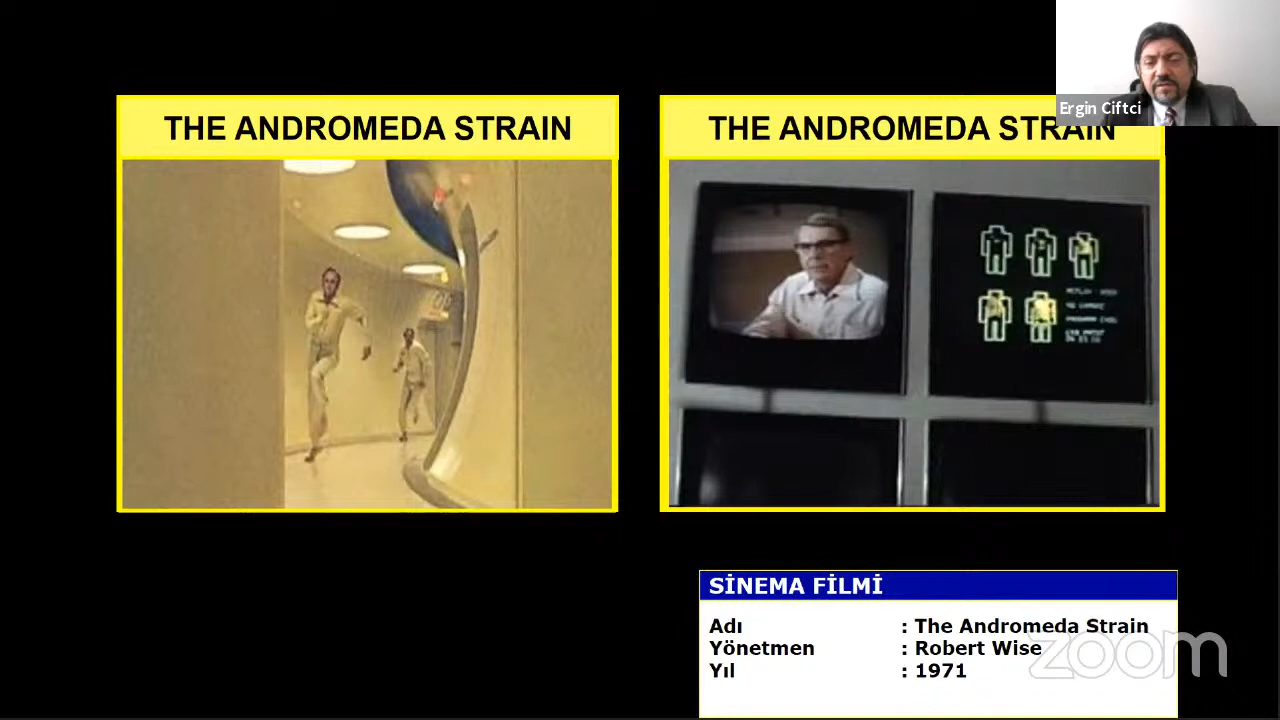 Ergin Ciftci
THE ANDROMEDA STRAIN
THE ANDROMEDA STRAIN
SİNEMA FİLMİ
Adı : The Andromeda Strain
Yönetmen : Robert Wise
Yıl : 1971
zoom